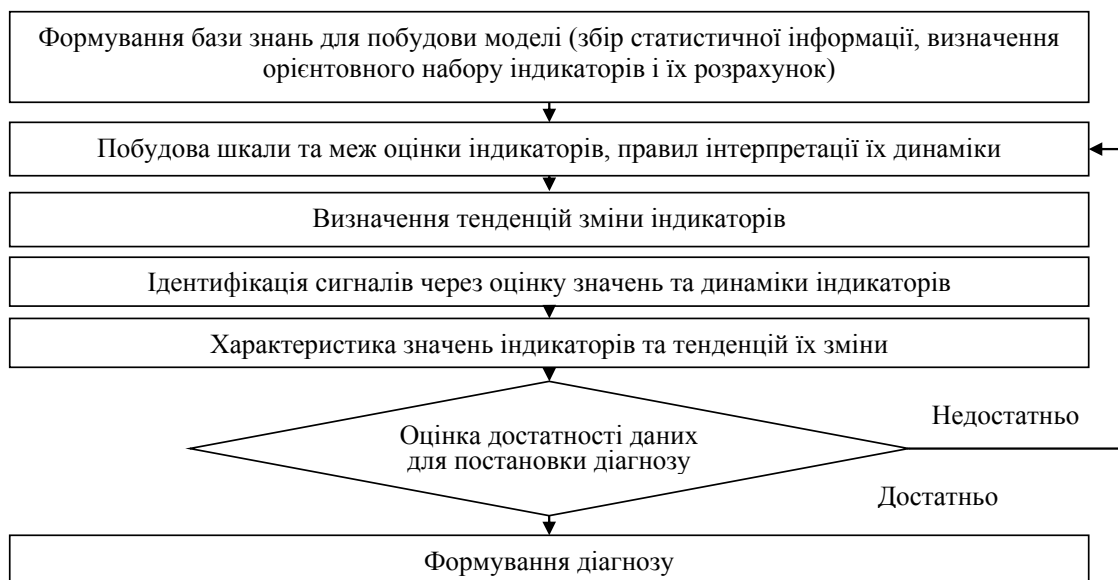 Формування бази знань для побудови моделі (збір статистичної інформації, визначення
орієнтовного набору індикаторів і їх розрахунок)
Побудова шкали та меж оцінки індикаторів, правил інтерпретації їх динаміки
Визначення тенденцій зміни індикаторів
Ідентифікація сигналів через оцінку значень та динаміки індикаторів
Характеристика значень індикаторів та тенденцій їх зміни
Оцінка достатності даних
для постановки діагнозу
Недостатньо
Достатньо
Формування діагнозу